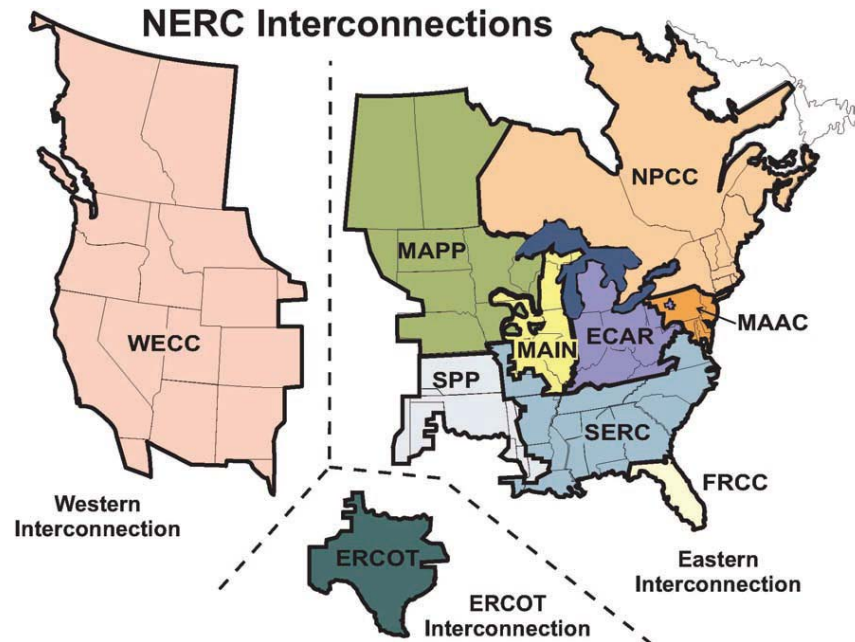 NERC Interconnections
NPCC
MAPP
MAAC
WECC
MAIN
ECAR
SPP
SERC
FRCC
Western
Interconnection
ERCOT
Eastern
Interconnection
ERCOT
Interconnection